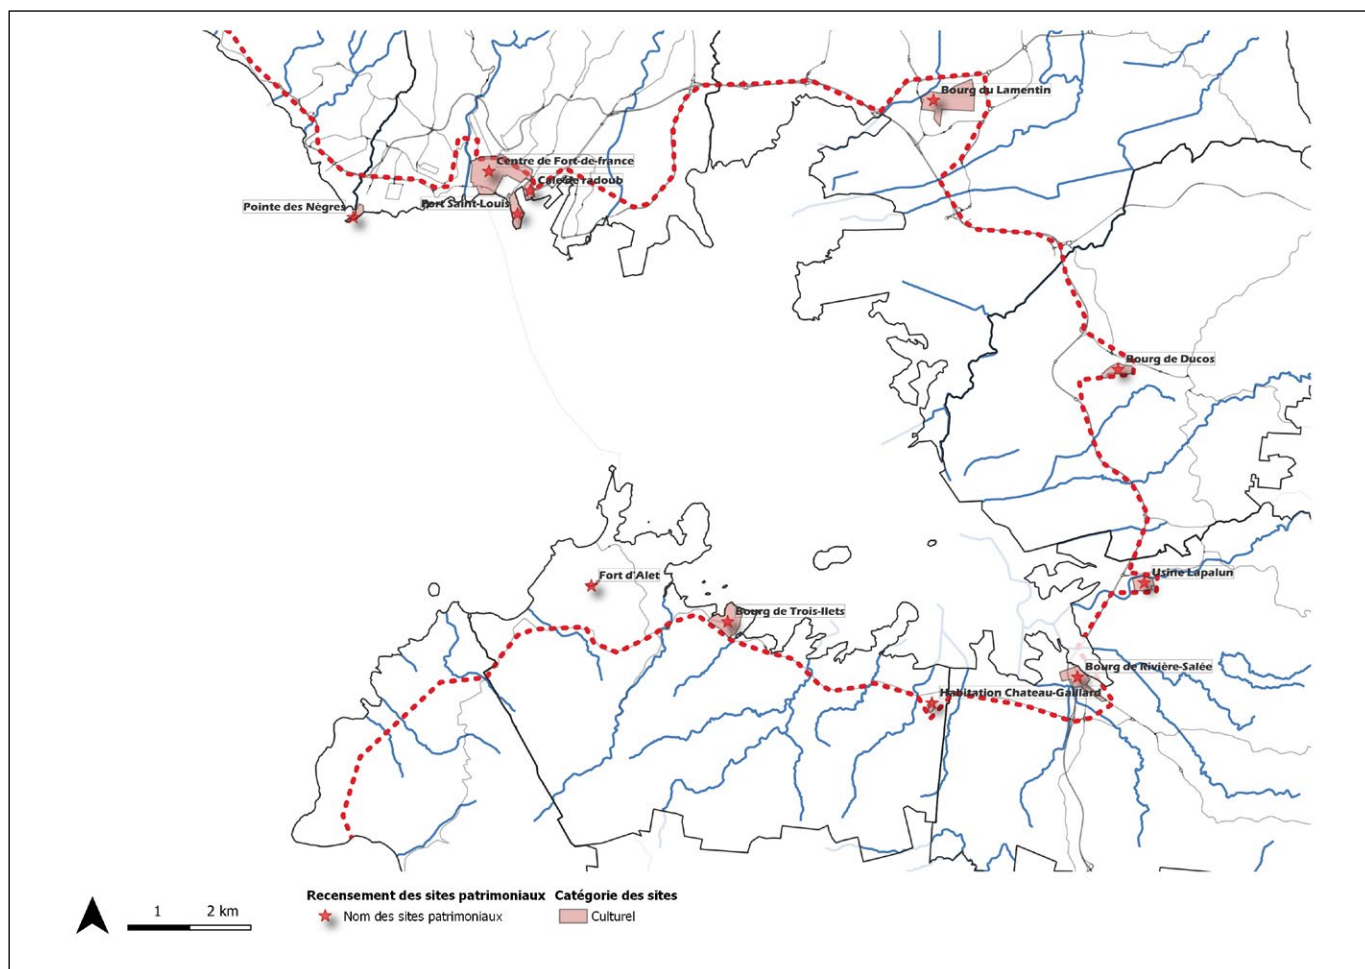 Bourg du Lamentin
Centre de Fort-de-france
Cale de radoub
Pointe des Nègres
Fort Saint-Louis
Bourg de Ducos
Fort d'Alet
Usine Lapalun
Bourg de Trois-Ilets
Bourg de Rivière-Salée
Habitation Chateau-Gaillard
Recensement des sites patrimoniaux
Catégorie des sites
1 2 km
Nom des sites patrimoniaux
Culturel